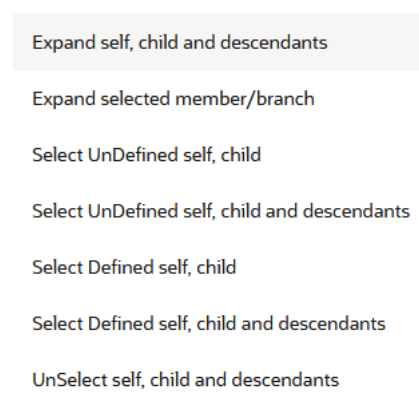 Expand self, child and descendants
Expand selected member/branch
Select UnDefined self, child
Select UnDefined self, child and descendants
Select Defined self, child
Select Defined self, child and descendants
UnSelect self, child and descendants